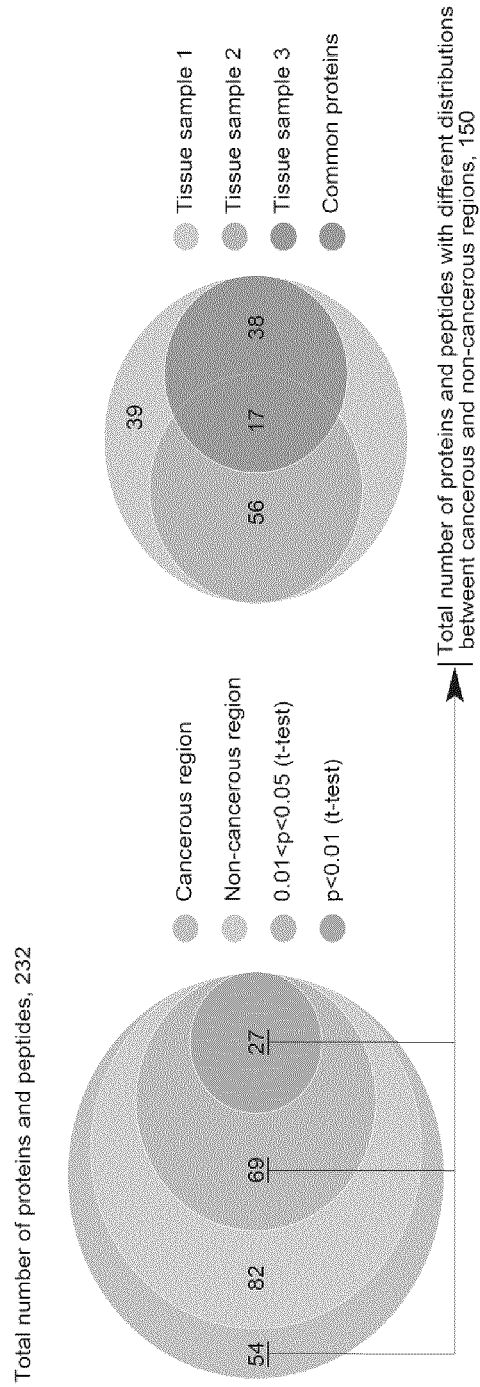 Total number of proteins and peptides, 232
54
82
69
27
Cancerous region
Non-cancerous region
0.01<p<0.05 (t-test)
p<0.01 (t-test)
39
56
17
38
Tissue sample 1
Tissue sample 2
Tissue sample 3
Common proteins
Total number of proteins and peptides with different distributions
betweent cancerous and non-cancerous regions, 150